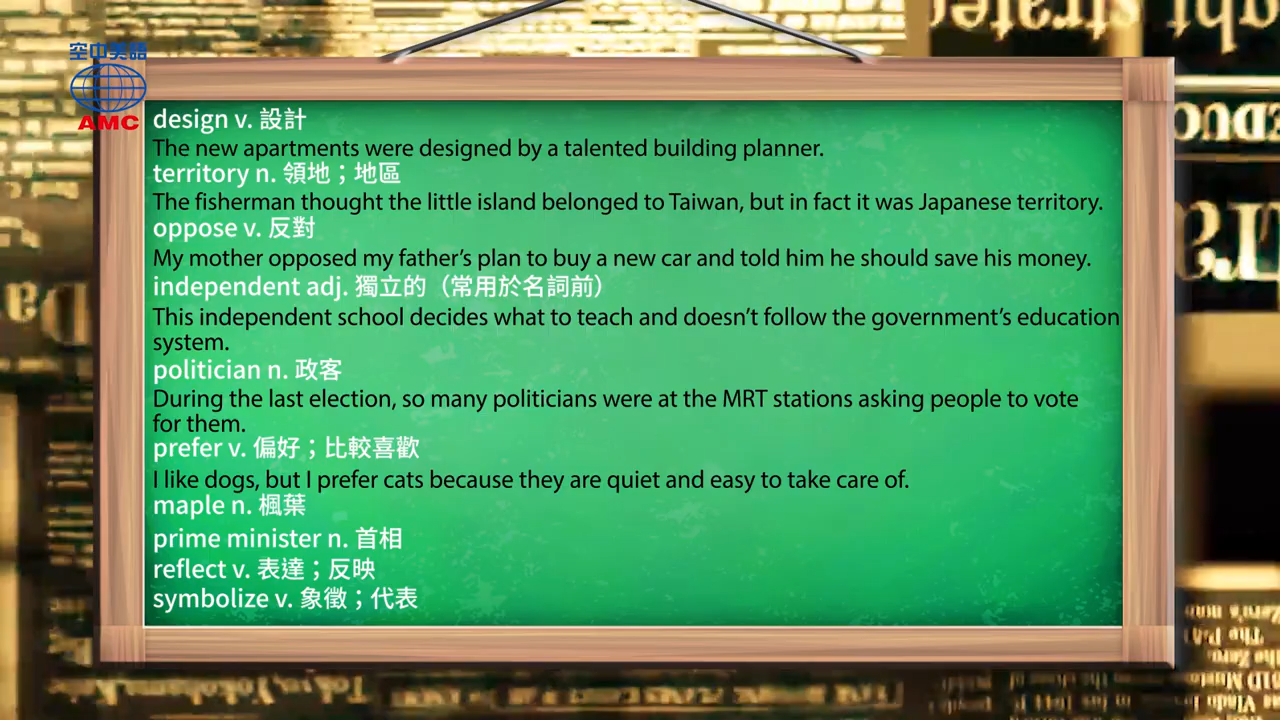 空中美語
AMC
design v. 設計
The new apartments were designed by a talented building planner.
territory n. 領地；地區
The fisherman thought the little island belonged to Taiwan, but in fact it was Japanese territory.
oppose v. 反對
My mother opposed my father’s plan to buy a new car and told him he should save his money.
independent adj. 獨立的（常用於名詞前）
This independent school decides what to teach and doesn’t follow the government’s education
system.
politician n. 政客
During the last election, so many politicians were at the MRT stations asking people to vote
for them.
prefer v. 偏好；比較喜歡
I like dogs, but I prefer cats because they are quiet and easy to take care of.
maple n. 楓葉
prime minister n. 首相
reflect v. 表達；反映
symbolize v. 象徵；代表